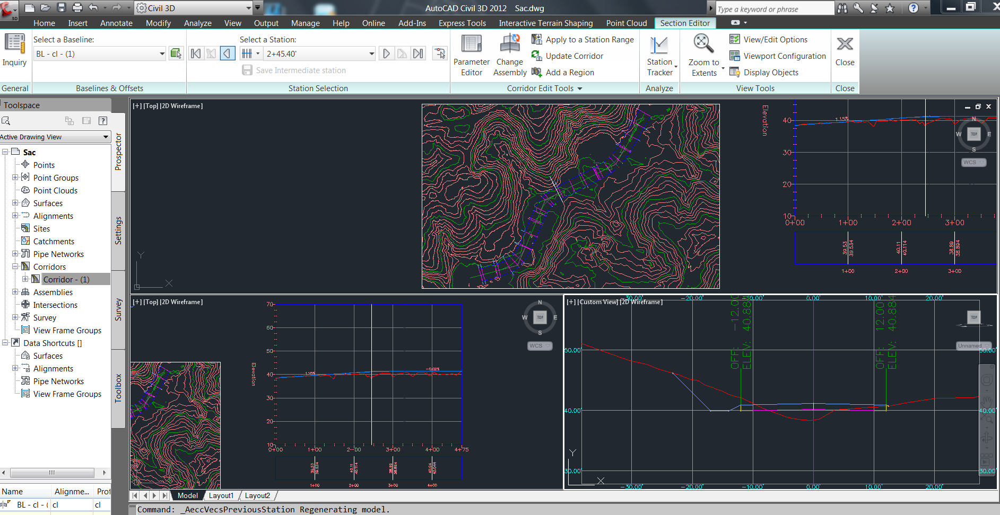 Civil 3D
AutoCAD Civil 3D 2012 Sac.dwg
Type a keyword or phrase
3D
Home Insert Annotate Modify Analyze View Output Manage Help Online Add-Ins Express Tools Interactive Terrain Shaping Point Cloud Section Editor
Inquiry
General
Select a Baseline:
BL - cl - (1)
Baselines & Offsets
Select a Station:
2+45.40'
Save Intermediate station
Station Selection
Parameter Editor
Change Assembly
Apply to a Station Range
Update Corridor
Add a Region
Corridor Edit Tools
Station Tracker
Analyze
Zoom to Extents
View/Edit Options
Viewport Configuration
Display Objects
View Tools
Close
Close
Toolspace
Active Drawing View
Sac
Points
Point Groups
Point Clouds
Surfaces
Alignments
Sites
Catchments
Pipe Networks
Corridors
Corridor - (1)
Assemblies
Intersections
Survey
View Frame Groups
Data Shortcuts []
Surfaces
Alignments
Pipe Networks
View Frame Groups
Prospector
Settings
Survey
Toolbox
Name Alignme... Prof
BL - cl - ( cl cl
[+] [Top] [2D Wireframe]
Y
X
Elevation
40
30
20
10
1.15%
0+00 1+00 2+00 3+00
39.53 39.534 40.11 40.114 38.89 38.894
1+00 2+00 3+00
N
W TOP E
S
WCS
[+] [Top] [2D Wireframe]
Elevation
70
60
50
40
30
20
10
-0.02%
0+00 1+00 2+00 3+00 4+00 4+75
39.53 39.534 40.11 40.114 38.89 38.894 40.04 40.044
1+00 2+00 3+00 4+00
N
W TOP E
S
WCS
[+] [Custom View] [2D Wireframe]
-30.00' -20.00' -10.00' 0.00' 10.00' 20.00'
OFF: -12.00
ELEV: 40.884
OFF: 12.00
ELEV: 40.884
TOP
Unnamed
50.00' 50.00'
40.00' 40.00'
30.00' 30.00'
Y
X
-30.00' -20.00' -10.00' 0.00' 10.00' 20.00'
Model Layout1 Layout2
Command: _AeccVecsPreviousStation Regenerating model.